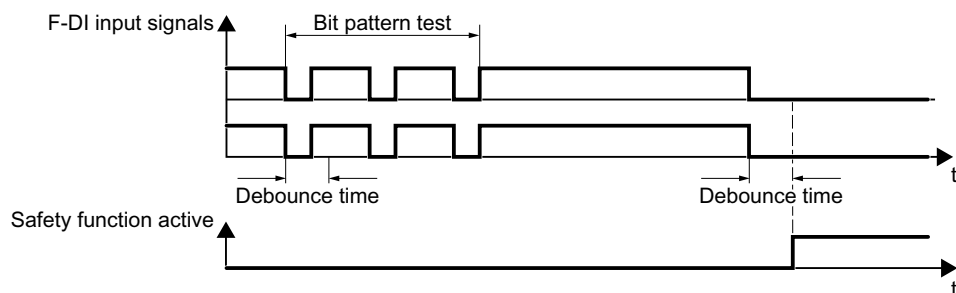 F-DI input signals
Bit pattern test
t
Debounce time
Debounce time
Safety function active
t